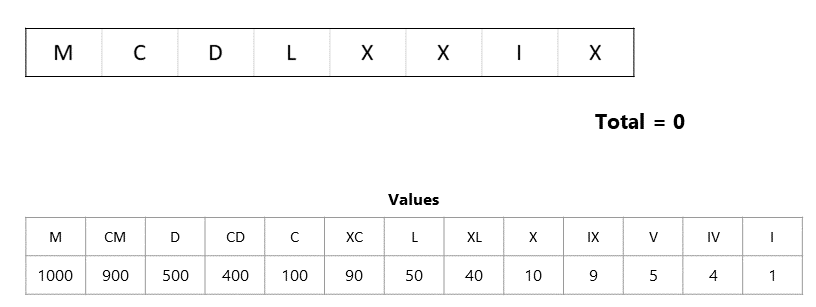 M C D L X X I X
Total = 0
Values
M CM D CD C XC L XL X IX V IV I
1000 900 500 400 100 90 50 40 10 9 5 4 1